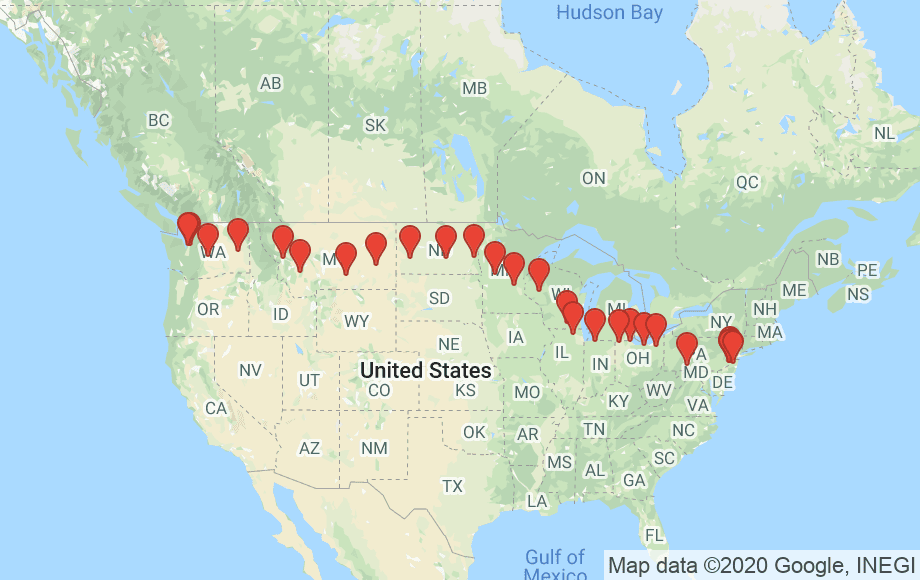 Hudson Bay
AB
MB
BC
SK
NL
ON
QC
NB
PE
WA
ME
NS
MI
NH
OR
ID
SD
NY
MA
WY
IA
NE
IL
IN
OH
PA
United States
MD
NV
UT
CO
KS
MO
WV
DE
CA
KY
VA
AZ
NM
OK
AR
TN
NC
MS
AL
SC
TX
GA
LA
FL
Gulf of
Mexico
Map data ©2020 Google, INEGI